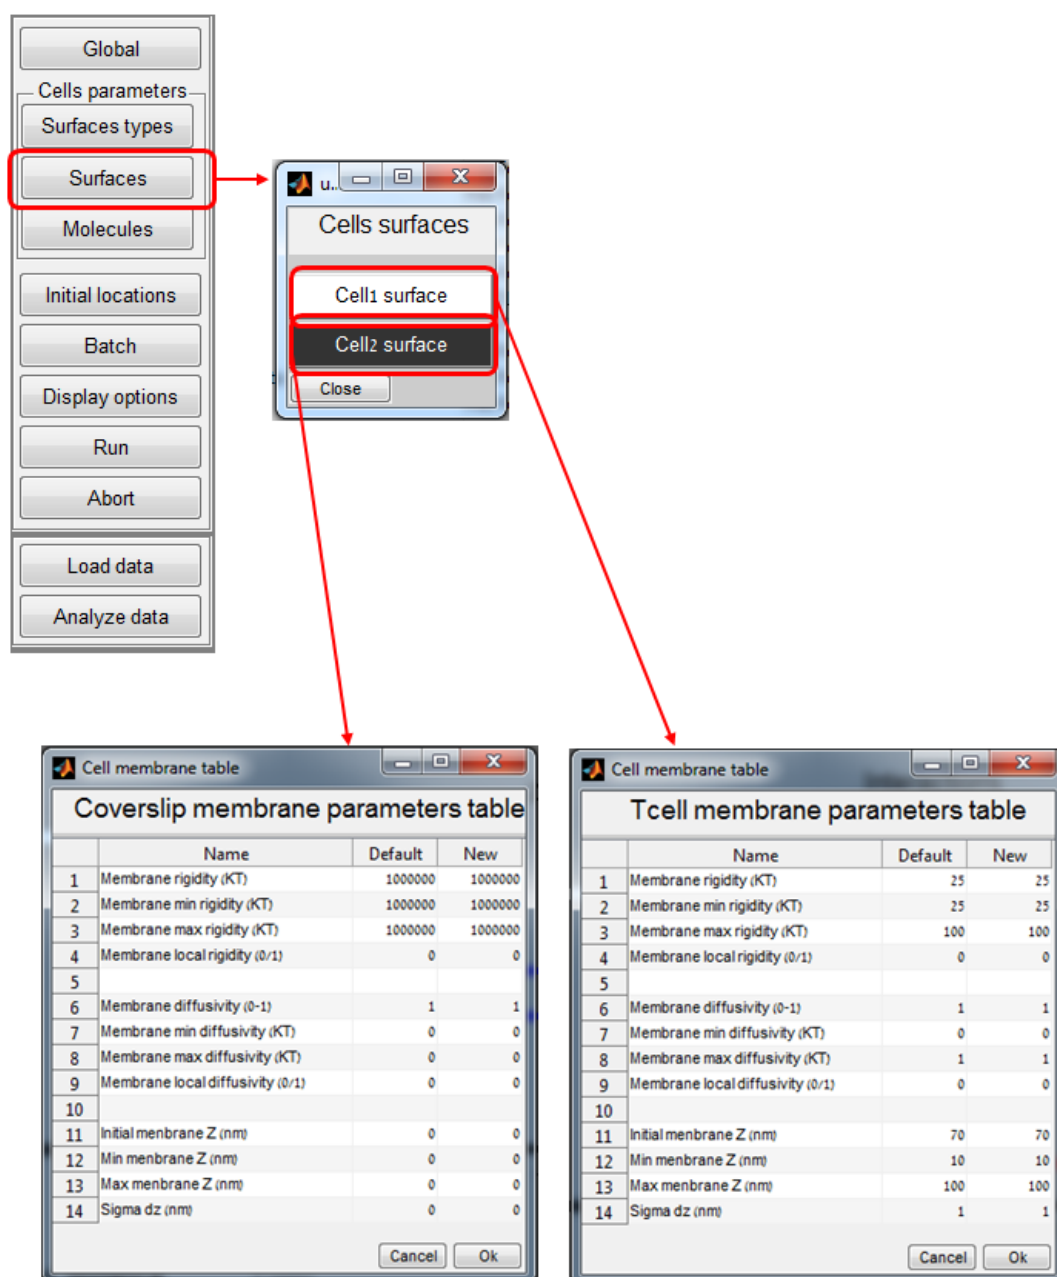 Global
Cells parameters
Surfaces types
Surfaces
Molecules
Initial locations
Batch
Display options
Run
Abort
Load data
Analyze data
u..
Cells surfaces
Cell1 surface
Cell2 surface
Close
Cell membrane table
Coverslip membrane parameters table
Name Default New
1 Membrane rigidity (KT) 1000000 1000000
2 Membrane min rigidity (KT) 1000000 1000000
3 Membrane max rigidity (KT) 1000000 1000000
4 Membrane local rigidity (0/1) 0 0
5
6 Membrane diffusivity (0-1) 1 1
7 Membrane min diffusivity (KT) 0 0
8 Membrane max diffusivity (KT) 0 0
9 Membrane local diffusivity (0/1) 0 0
10
11 Initial menbrane Z (nm) 0 0
12 Min menbrane Z (nm) 0 0
13 Max menbrane Z (nm) 0 0
14 Sigma dz (nm) 0 0
Cancel Ok
Cell membrane table
Tcell membrane parameters table
Name Default New
1 Membrane rigidity (KT) 25 25
2 Membrane min rigidity (KT) 25 25
3 Membrane max rigidity (KT) 100 100
4 Membrane local rigidity (0/1) 0 0
5
6 Membrane diffusivity (0-1) 1 1
7 Membrane min diffusivity (KT) 0 0
8 Membrane max diffusivity (KT) 1 1
9 Membrane local diffusivity (0/1) 0 0
10
11 Initial menbrane Z (nm) 70 70
12 Min menbrane Z (nm) 10 10
13 Max menbrane Z (nm) 100 100
14 Sigma dz (nm) 1 1
Cancel Ok